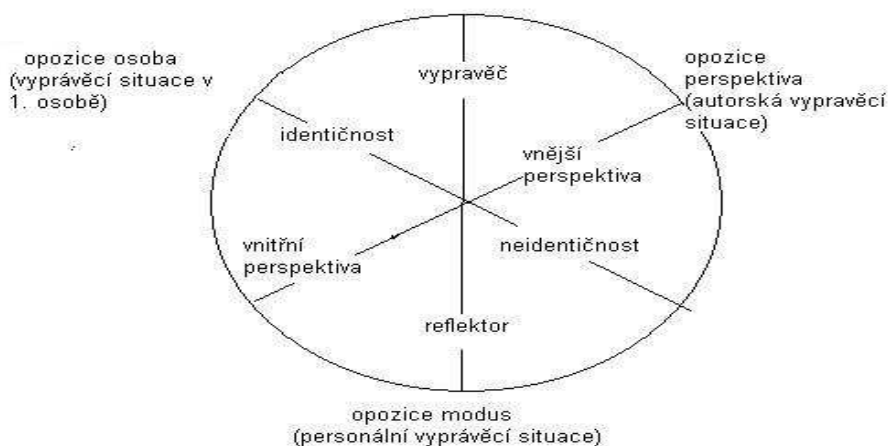 opozice osoba
(vyprávěcí situace v
1. osobě)
vypravěč
opozice
perspektiva
(autorská vypravěcí
situace)
identičnost
vnější
perspektiva
vnitřní
perspektiva
neidentičnost
reflektor
opozice modus
(personální vyprávěcí situace)